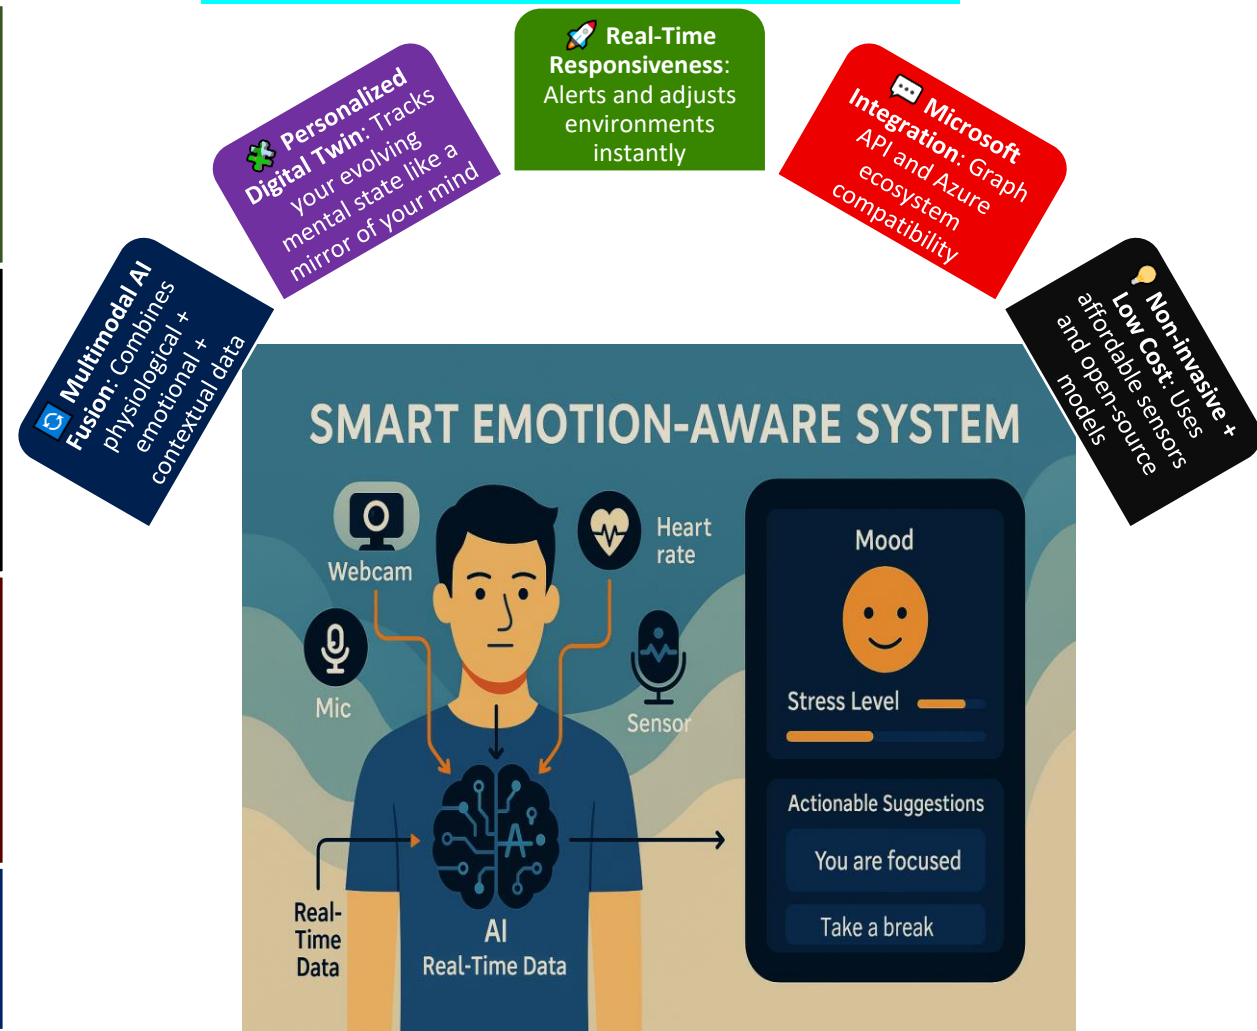 Multimodal AI
Fusion: Combines
physiological +
emotional +
contextual data
Personalized
Digital Twin: Tracks
your evolving
mental state like a
mirror of your mind
Real-Time
Responsiveness:
Alerts and adjusts
environments
instantly
Microsoft
Integration: Graph
API and Azure
ecosystem
compatibility
Non-invasive +
Low Cost: Uses
affordable sensors
and open-source
models
SMART EMOTION-AWARE SYSTEM
Webcam
Heart
rate
Mic
Sensor
Real-
Time
Data
A
AI
Real-Time Data
Mood
Stress Level
Actionable Suggestions
You are focused
Take a break